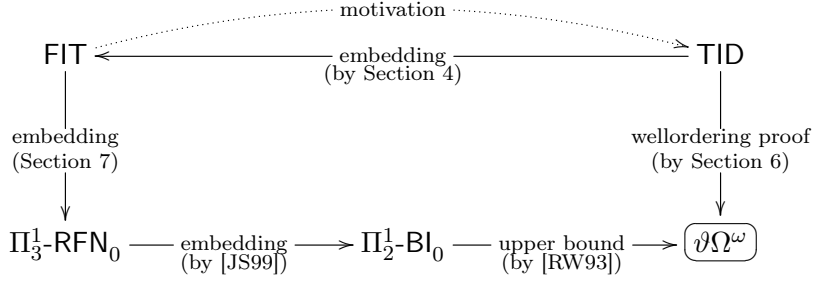 motivation
FIT
embedding
(by Section 4)
TID
embedding
(Section 7)
wellordering proof
(by Section 6)
Π¹₃-RFN₀
embedding
(by [JS99])
Π¹₂-BI₀
upper bound
(by [RW93])
ϑΩ^ω